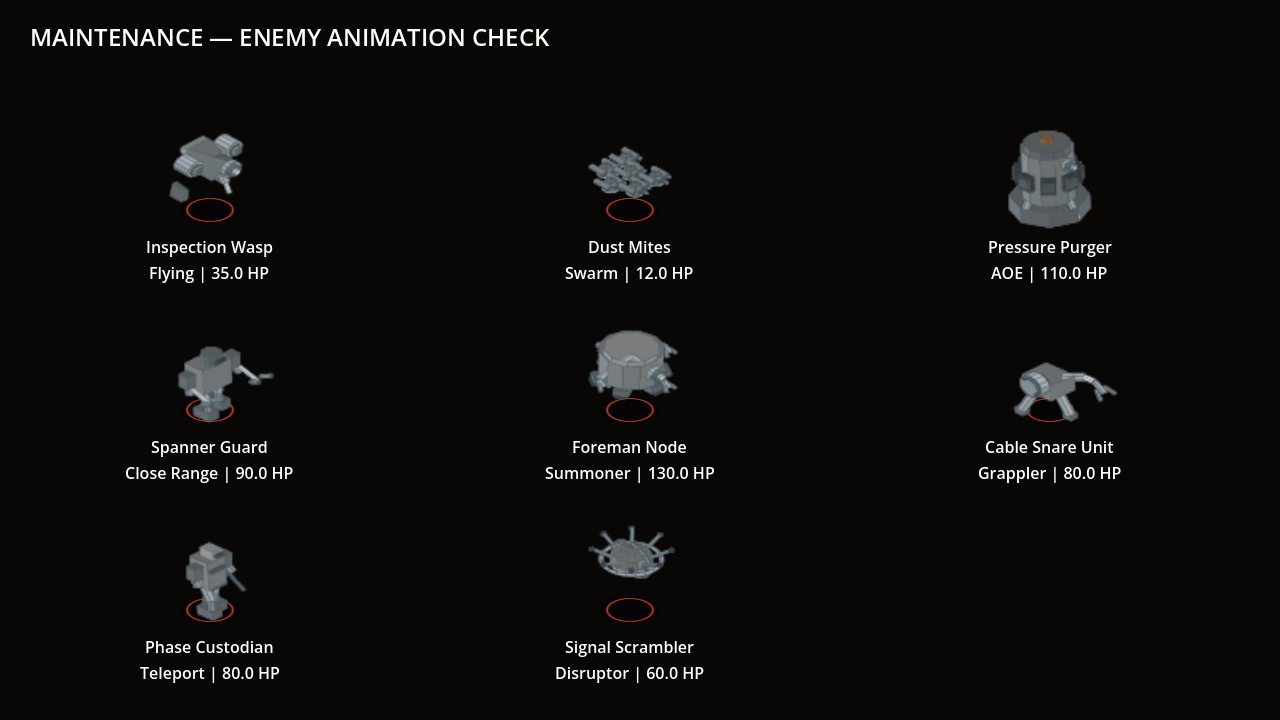 MAINTENANCE — ENEMY ANIMATION CHECK
Inspection Wasp
Flying | 35.0 HP
Dust Mites
Swarm | 12.0 HP
Pressure Purger
AOE | 110.0 HP
Spanner Guard
Close Range | 90.0 HP
Foreman Node
Summoner | 130.0 HP
Cable Snare Unit
Grappler | 80.0 HP
Phase Custodian
Teleport | 80.0 HP
Signal Scrambler
Disruptor | 60.0 HP